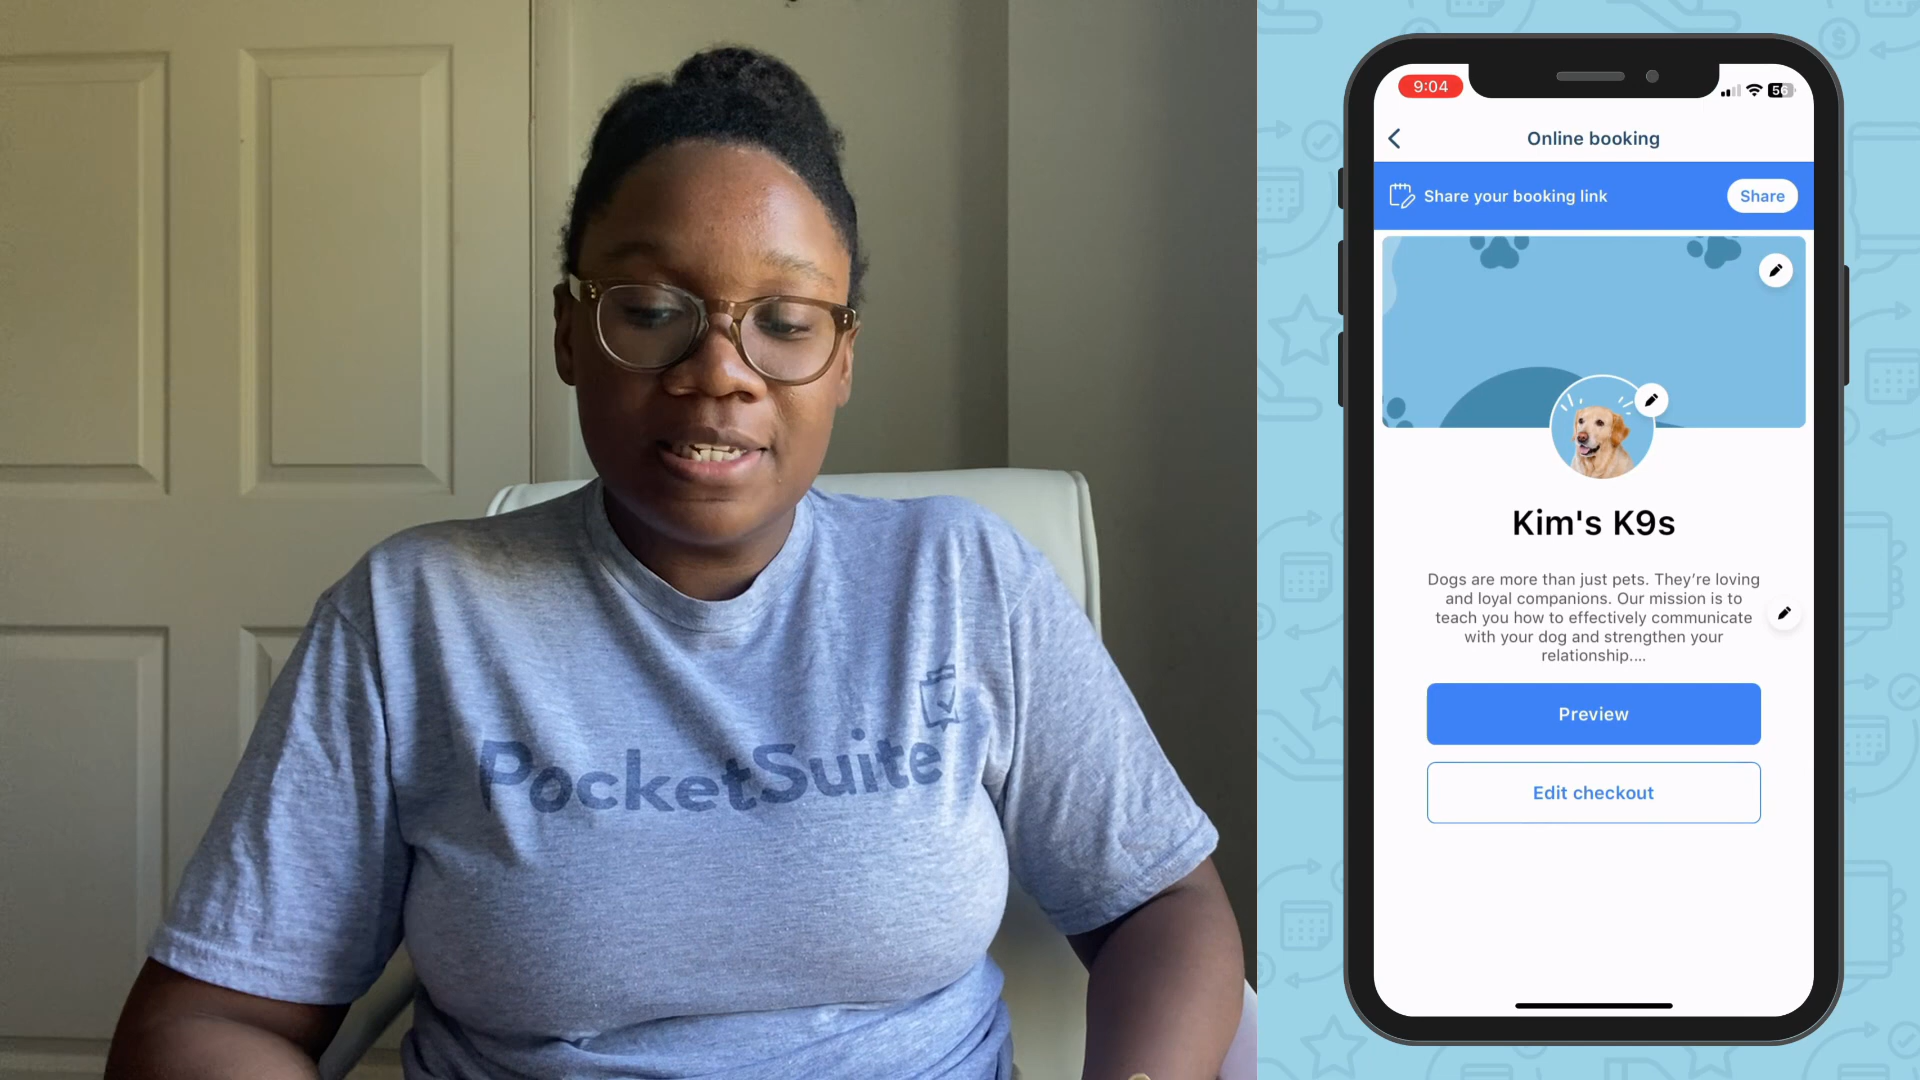 PocketSuite
9:04
56
Online booking
Share your booking link
Share
Kim's K9s
Dogs are more than just pets. They’re loving
and loyal companions. Our mission is to
teach you how to effectively communicate
with your dog and strengthen your
relationship....
Preview
Edit checkout